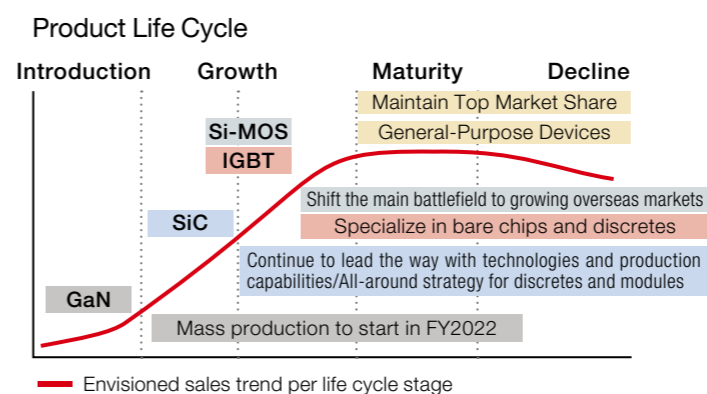 Product Life Cycle
Introduction Growth Maturity Decline
Maintain Top Market Share
Si-MOS
General-Purpose Devices
IGBT
Shift the main battlefield to growing overseas markets
SiC
Specialize in bare chips and discretes
Continue to lead the way with technologies and production
capabilities/All-around strategy for discretes and modules
GaN
Mass production to start in FY2022
Envisioned sales trend per life cycle stage